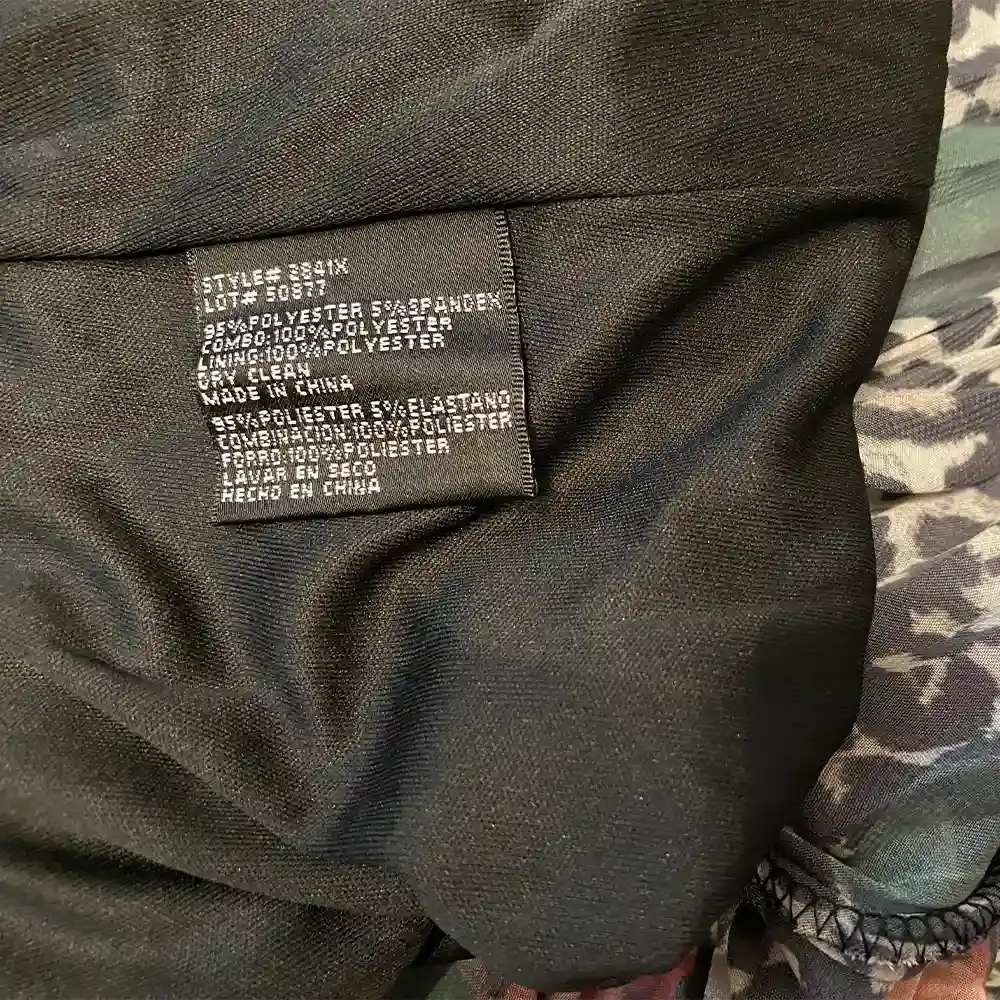 STYLE# 3841X
LOT# 50877
95%POLYESTER 5%SPANDEX
COMBO:100%POLYESTER
LINING:100%POLYESTER
DRY CLEAN
MADE IN CHINA
95%POLIESTER 5%ELASTANO
COMBINACION:100%POLIESTER
FORRO:100%POLIESTER
LAVAR EN SECO
HECHO EN CHINA